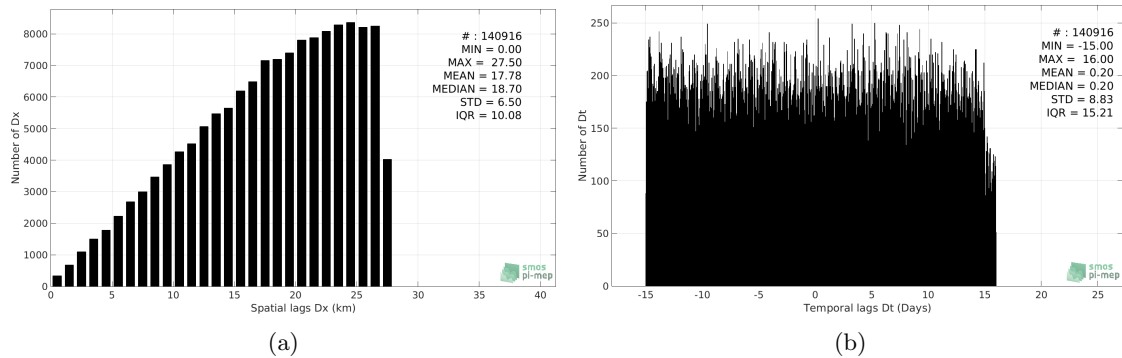 8000
7000
6000
5000
4000
3000
2000
1000
0
Number of Dx
0 5 10 15 20 25 30 35 40
Spatial lags Dx (km)
# : 140916
MIN = 0.00
MAX = 27.50
MEAN = 17.78
MEDIAN = 18.70
STD = 6.50
IQR = 10.08
smos
pi-mep
(a)
250
200
150
100
50
0
Number of Dt
-15 -10 -5 0 5 10 15 20 25
Temporal lags Dt (Days)
# : 140916
MIN = -15.00
MAX = 16.00
MEAN = 0.20
MEDIAN = 0.20
STD = 8.83
IQR = 15.21
smos
pi-mep
(b)